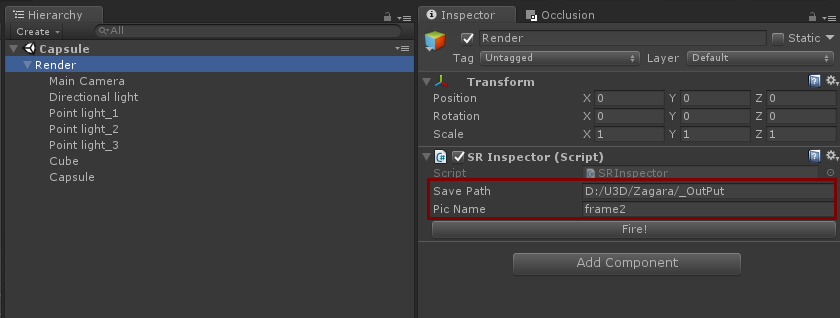 Hierarchy
Create
All
Capsule
Render
Main Camera
Directional light
Point light_1
Point light_2
Point light_3
Cube
Capsule
Inspector
Occlusion
Render
Static
Tag Untagged Layer Default
Transform
Position X 0 Y 0 Z 0
Rotation X 0 Y 0 Z 0
Scale X 1 Y 1 Z 1
SR Inspector (Script)
Script SRInspector
Save Path D:/U3D/Zagara/_OutPut
Pic Name frame2
Fire!
Add Component